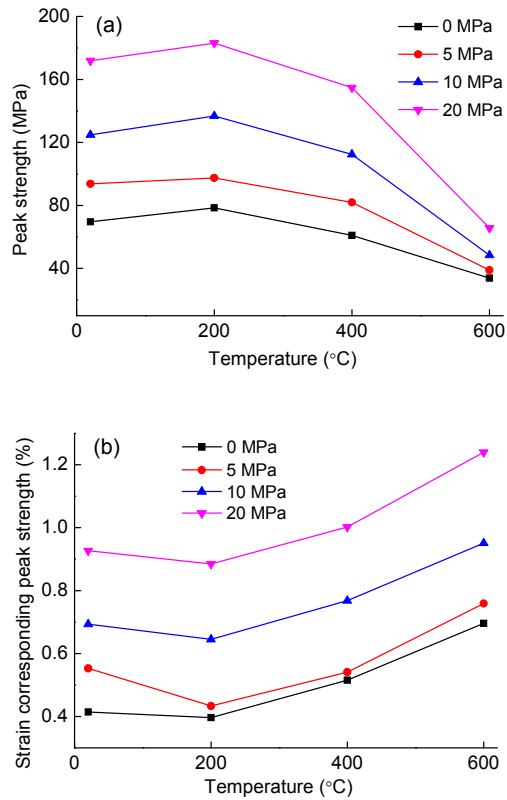 (a)
0 MPa
5 MPa
10 MPa
20 MPa
200
160
120
80
40
Peak strength (MPa)
0 200 400 600
Temperature (°C)
(b)
0 MPa
5 MPa
10 MPa
20 MPa
1.2
1.0
0.8
0.6
0.4
Strain corresponding peak strength (%)
0 200 400 600
Temperature (°C)